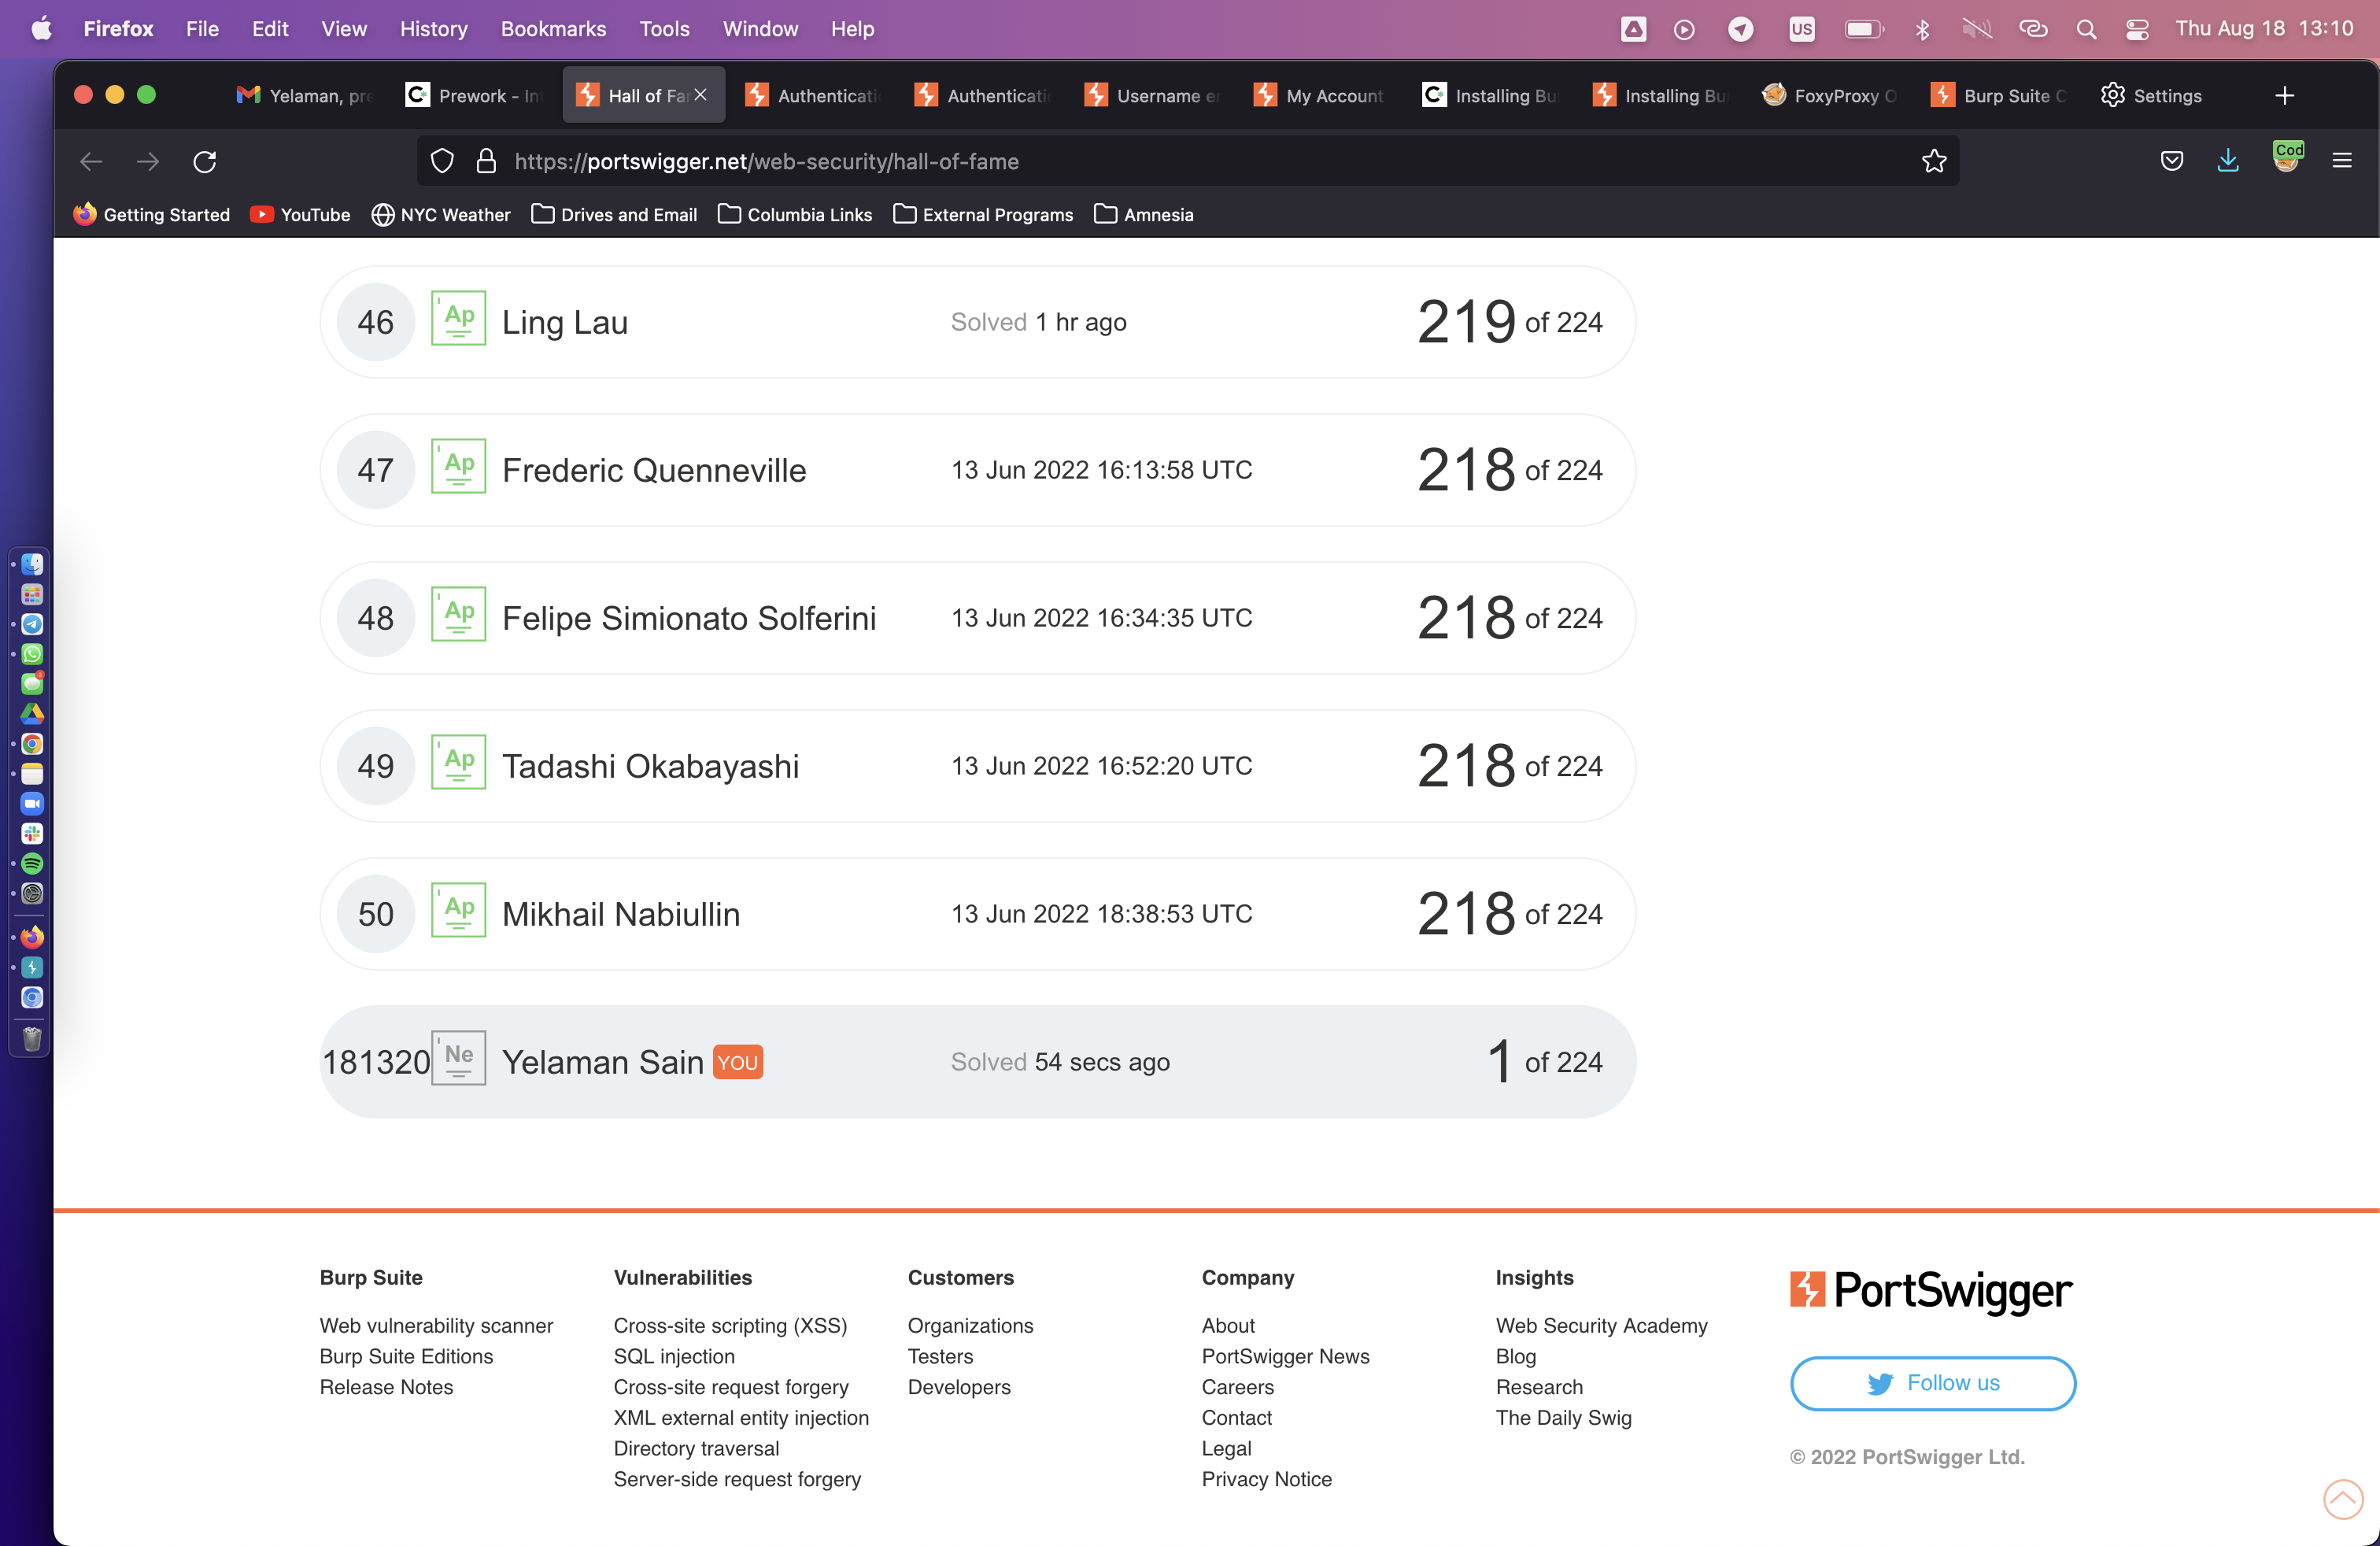 Firefox File Edit View History Bookmarks Tools Window Help US Thu Aug 18 13:10
Yelaman, pre Prework - In Hall of Fa Authenticati Authenticati Username e My Account Installing Bu Installing Bu FoxyProxy O Burp Suite C Settings
https://portswigger.net/web-security/hall-of-fame Cod
Getting Started YouTube NYC Weather Drives and Email Columbia Links External Programs Amnesia
46 Ap Ling Lau Solved 1 hr ago 219 of 224
47 Ap Frederic Quenneville 13 Jun 2022 16:13:58 UTC 218 of 224
48 Ap Felipe Simionato Solferini 13 Jun 2022 16:34:35 UTC 218 of 224
49 Ap Tadashi Okabayashi 13 Jun 2022 16:52:20 UTC 218 of 224
50 Ap Mikhail Nabiullin 13 Jun 2022 18:38:53 UTC 218 of 224
181320 Ne Yelaman Sain YOU Solved 54 secs ago 1 of 224
Burp Suite
Web vulnerability scanner
Burp Suite Editions
Release Notes
Vulnerabilities
Cross-site scripting (XSS)
SQL injection
Cross-site request forgery
XML external entity injection
Directory traversal
Server-side request forgery
Customers
Organizations
Testers
Developers
Company
About
PortSwigger News
Careers
Contact
Legal
Privacy Notice
Insights
Web Security Academy
Blog
Research
The Daily Swig
PortSwigger
Follow us
© 2022 PortSwigger Ltd.